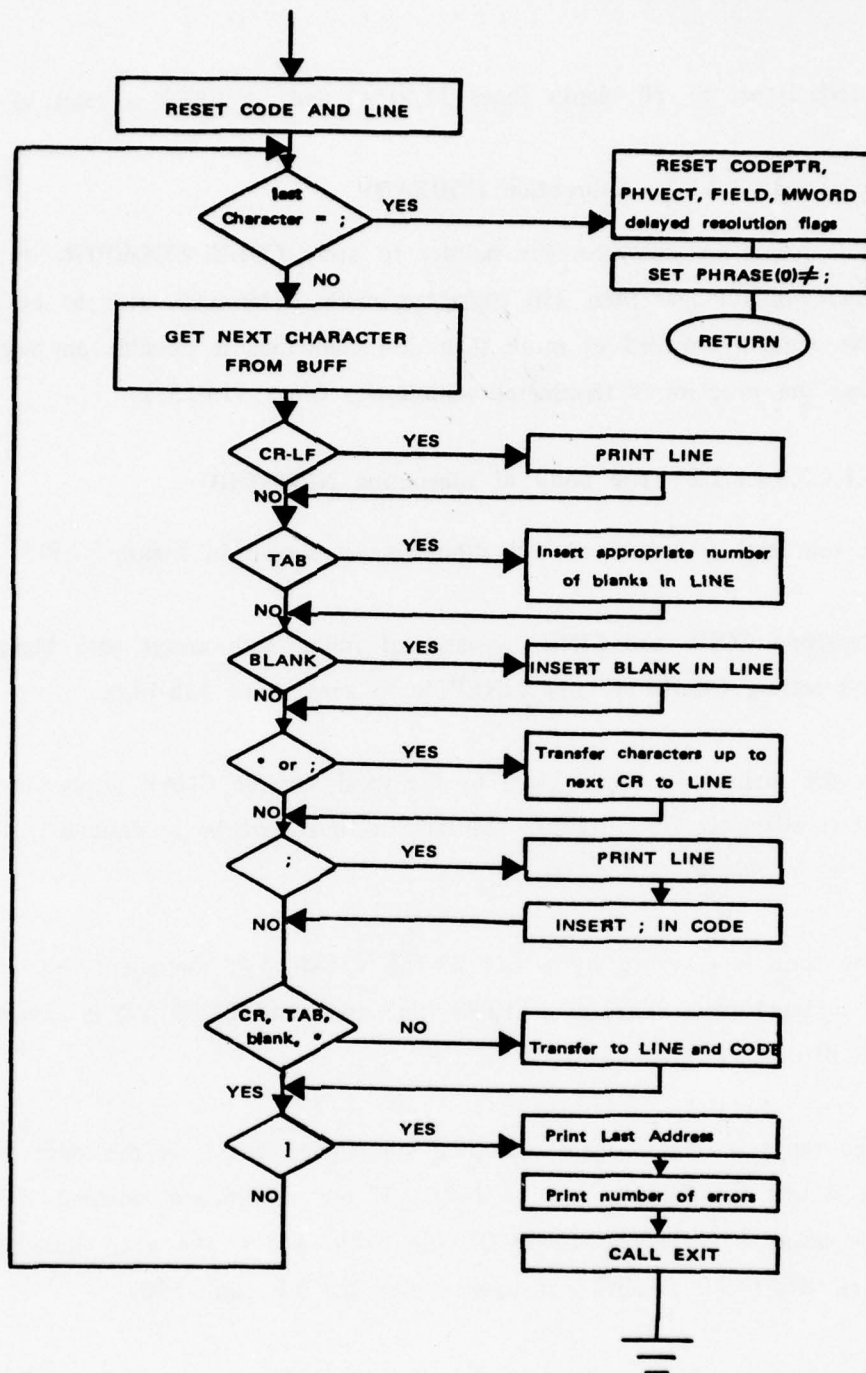 RESET CODE AND LINE
last
Character = ;
YES
RESET CODEPTR,
PHVECT, FIELD, MWORD
delayed resolution flags
SET PHRASE(0)≠;
RETURN
NO
GET NEXT CHARACTER
FROM BUFF
CR-LF
YES
PRINT LINE
NO
TAB
YES
Insert appropriate number
of blanks in LINE
NO
BLANK
YES
INSERT BLANK IN LINE
NO
* or ;
YES
Transfer characters up to
next CR to LINE
NO
;
YES
PRINT LINE
NO
INSERT ; IN CODE
CR, TAB,
blank, *
NO
Transfer to LINE and CODE
YES
]
YES
Print Last Address
NO
Print number of errors
CALL EXIT